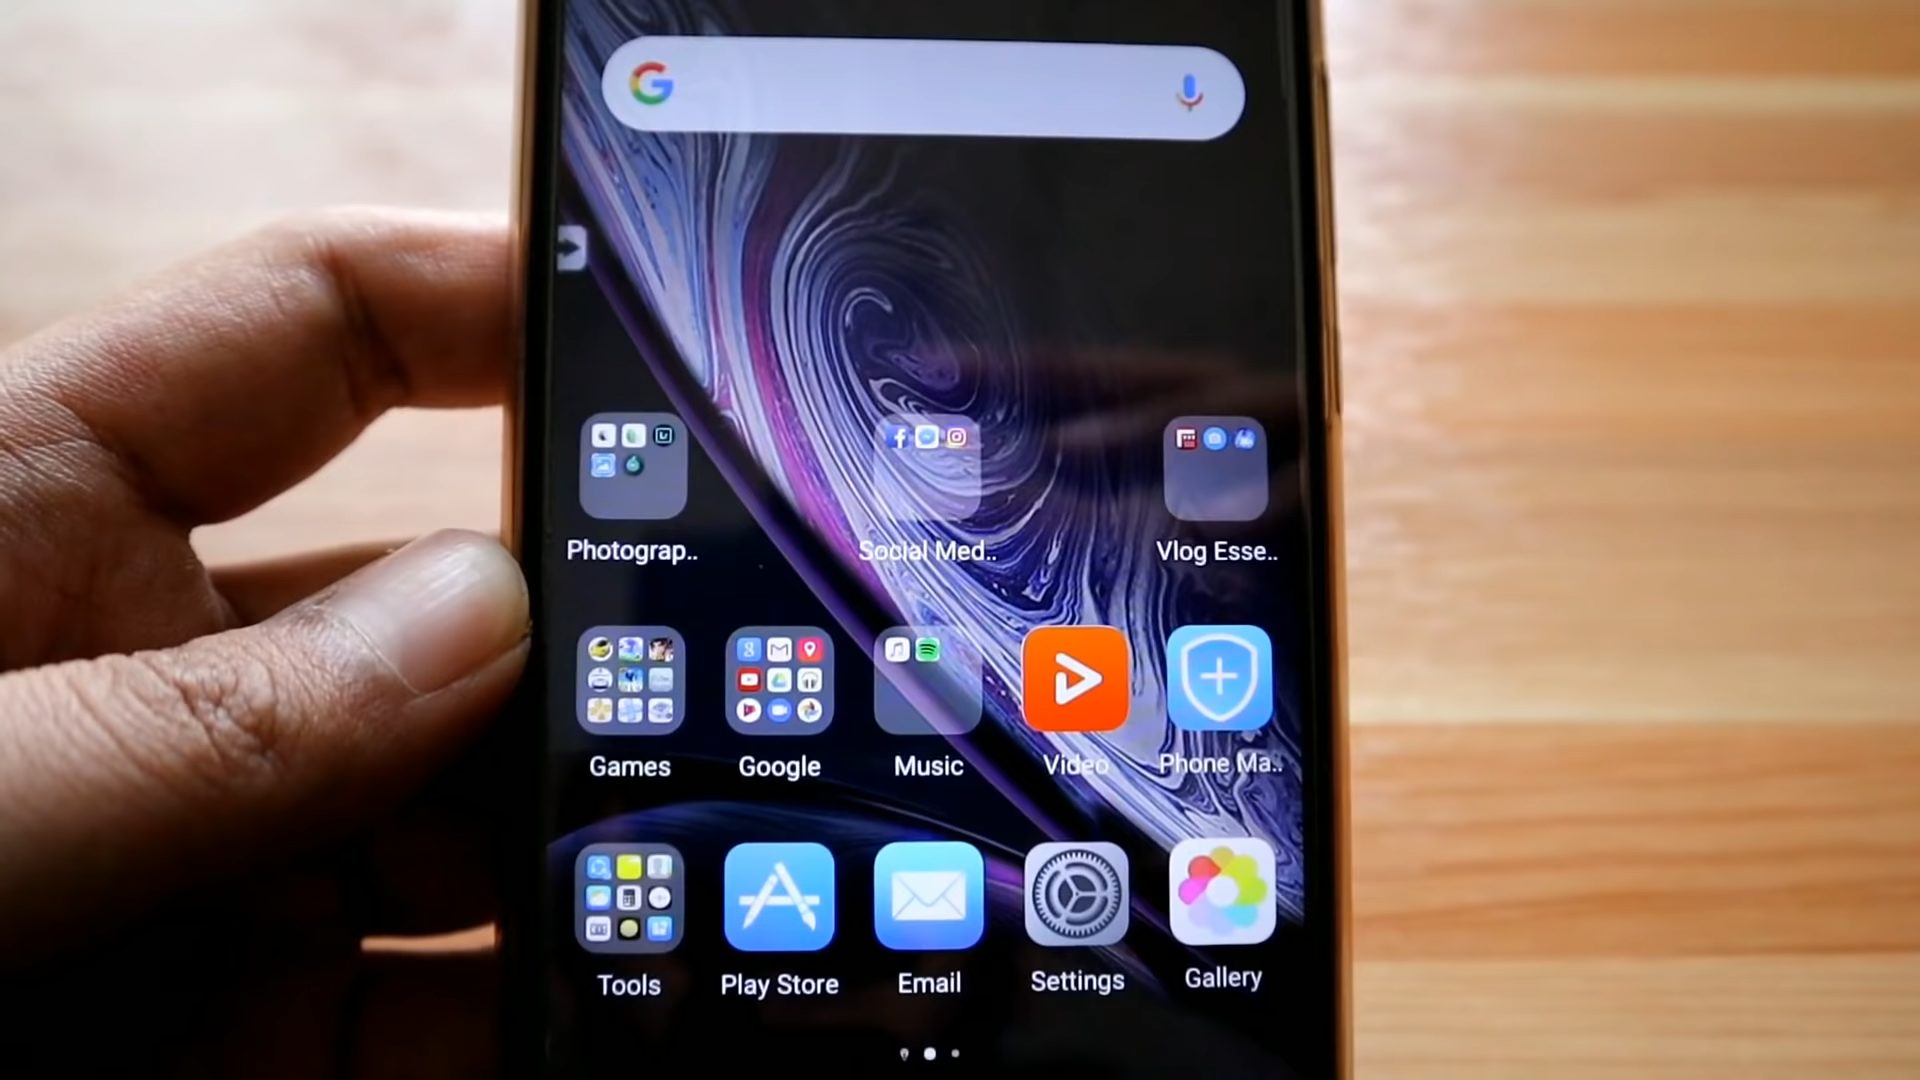 Photograp..
Social Med..
Vlog Esse..
Games
Google
Music
Video
Phone Ma..
Tools
Play Store
Email
Settings
Gallery